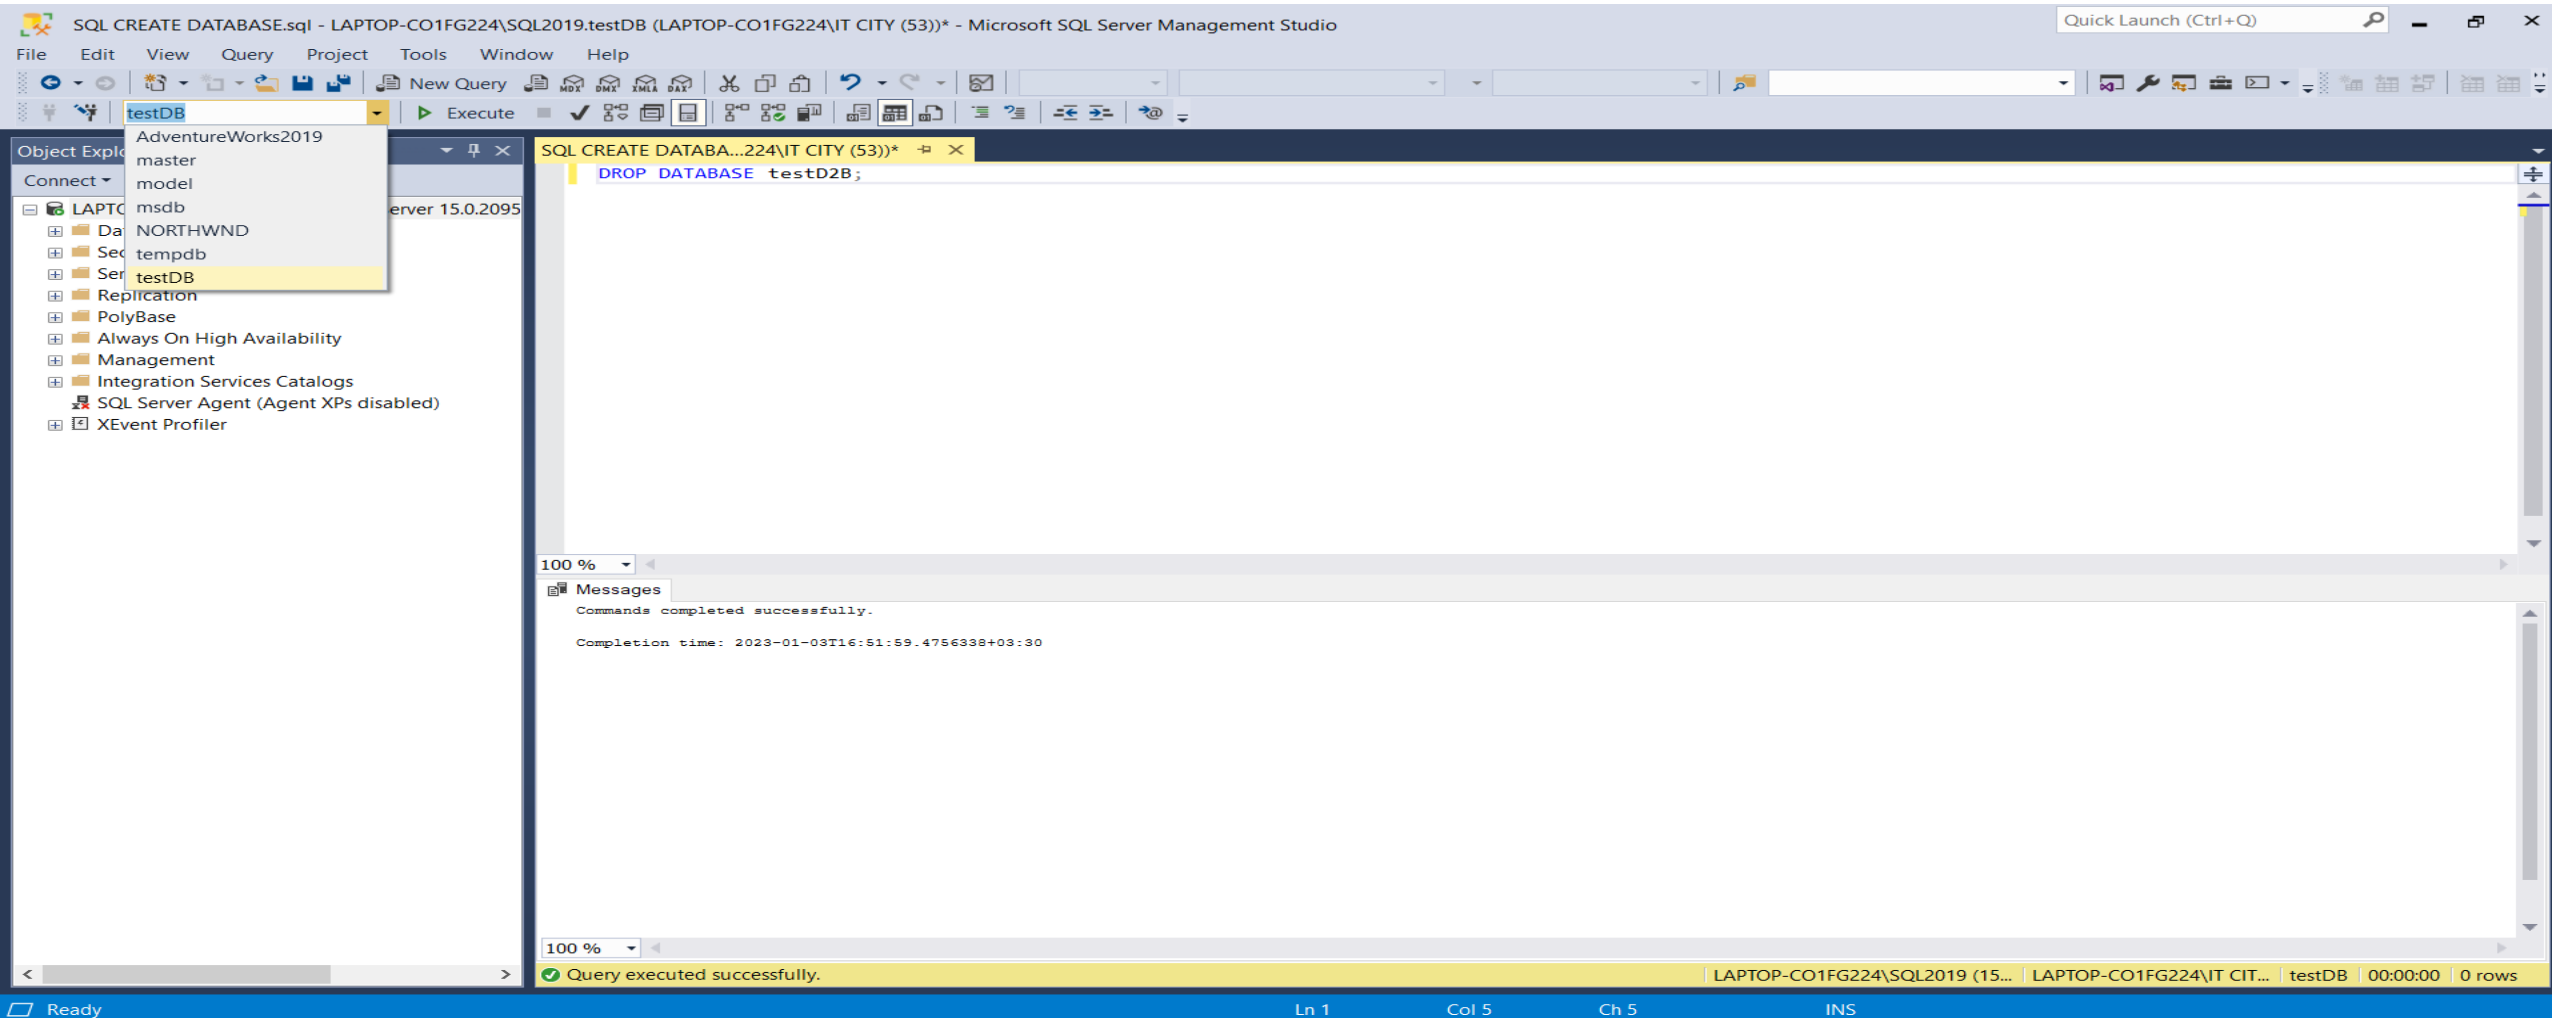 SQL CREATE DATABASE.sql - LAPTOP-CO1FG224\SQL2019.testDB (LAPTOP-CO1FG224\IT CITY (53))* - Microsoft SQL Server Management Studio
Quick Launch (Ctrl+Q)
File Edit View Query Project Tools Window Help
New Query MDX DMX XMLA DAX
testDB Execute
AdventureWorks2019
master
model
msdb
NORTHWND
tempdb
testDB
Object Explo
Connect
LAPTO erver 15.0.2095
Da
Sec
Ser
Replication
PolyBase
Always On High Availability
Management
Integration Services Catalogs
SQL Server Agent (Agent XPs disabled)
XEvent Profiler
SQL CREATE DATABA...224\IT CITY (53))*
DROP DATABASE testD2B;
100 %
Messages
Commands completed successfully.
Completion time: 2023-01-03T16:51:59.4756338+03:30
100 %
Query executed successfully. LAPTOP-CO1FG224\SQL2019 (15... LAPTOP-CO1FG224\IT CIT... testDB 00:00:00 0 rows
Ready Ln 1 Col 5 Ch 5 INS